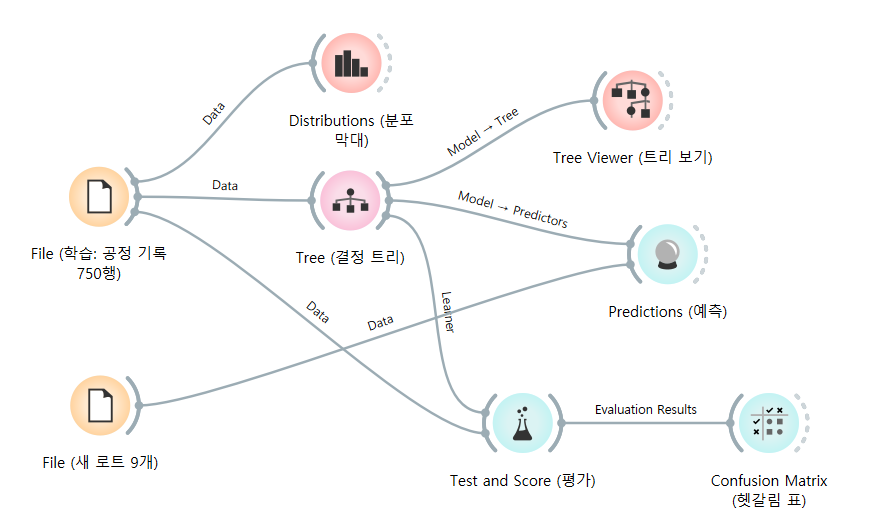 Data
Distributions (분포
막대)
Model → Tree
Tree Viewer (트리 보기)
Data
File (학습: 공정 기록
750행)
Tree (결정 트리)
Model → Predictors
Predictions (예측)
Data
Data
Learner
File (새 로트 9개)
Test and Score (평가)
Evaluation Results
Confusion Matrix
(헷갈림 표)